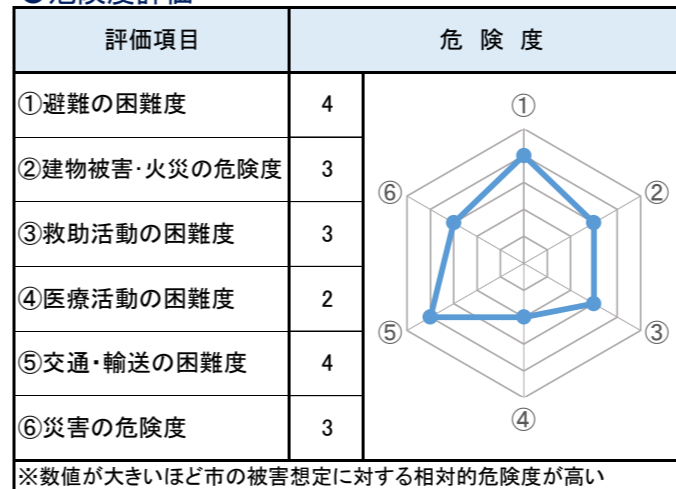 ●危険度評価
評価項目 危 険 度
①避難の困難度 4
②建物被害・火災の危険度 3
③救助活動の困難度 3
④医療活動の困難度 2
⑤交通・輸送の困難度 4
⑥災害の危険度 3
①
⑥ ②
⑤ ③
④
※数値が大きいほど市の被害想定に対する相対的危険度が高い